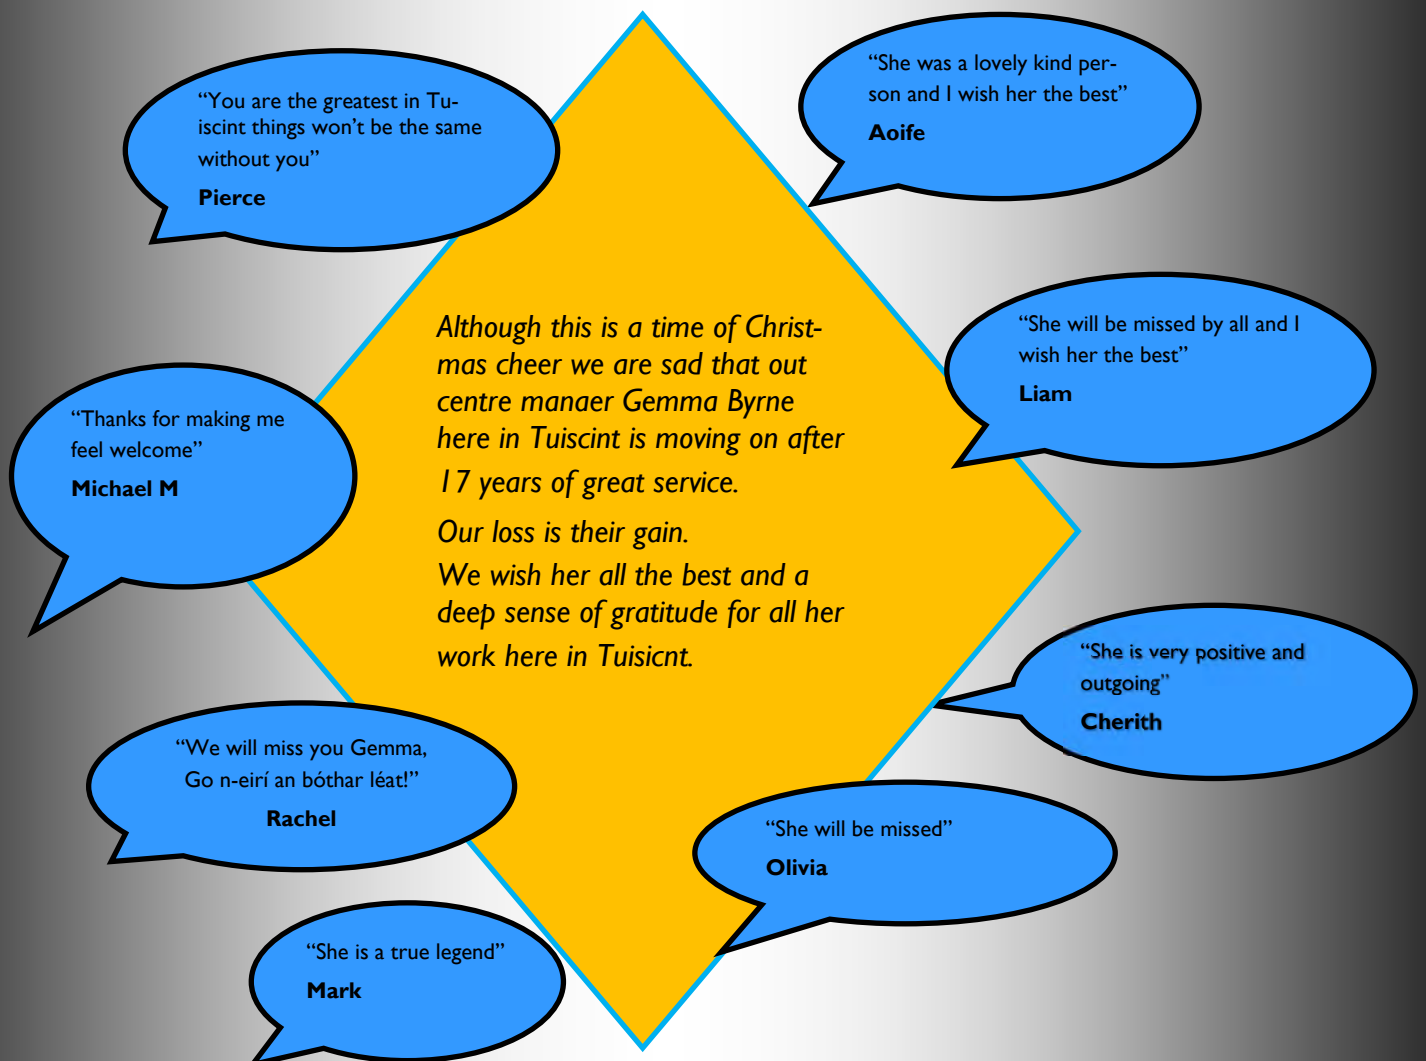 “You are the greatest in Tu-
iscint things won’t be the same
without you”
Pierce
“She was a lovely kind per-
son and I wish her the best”
Aoife
“She will be missed by all and I
wish her the best”
Liam
“Thanks for making me
feel welcome”
Michael M
Although this is a time of Christ-
mas cheer we are sad that out
centre manaer Gemma Byrne
here in Tuiscint is moving on after
17 years of great service.
Our loss is their gain.
We wish her all the best and a
deep sense of gratitude for all her
work here in Tuisicnt.
“She is very positive and
outgoing”
Cherith
“We will miss you Gemma,
Go n-eirí an bóthar léat!”
Rachel
“She will be missed”
Olivia
“She is a true legend”
Mark